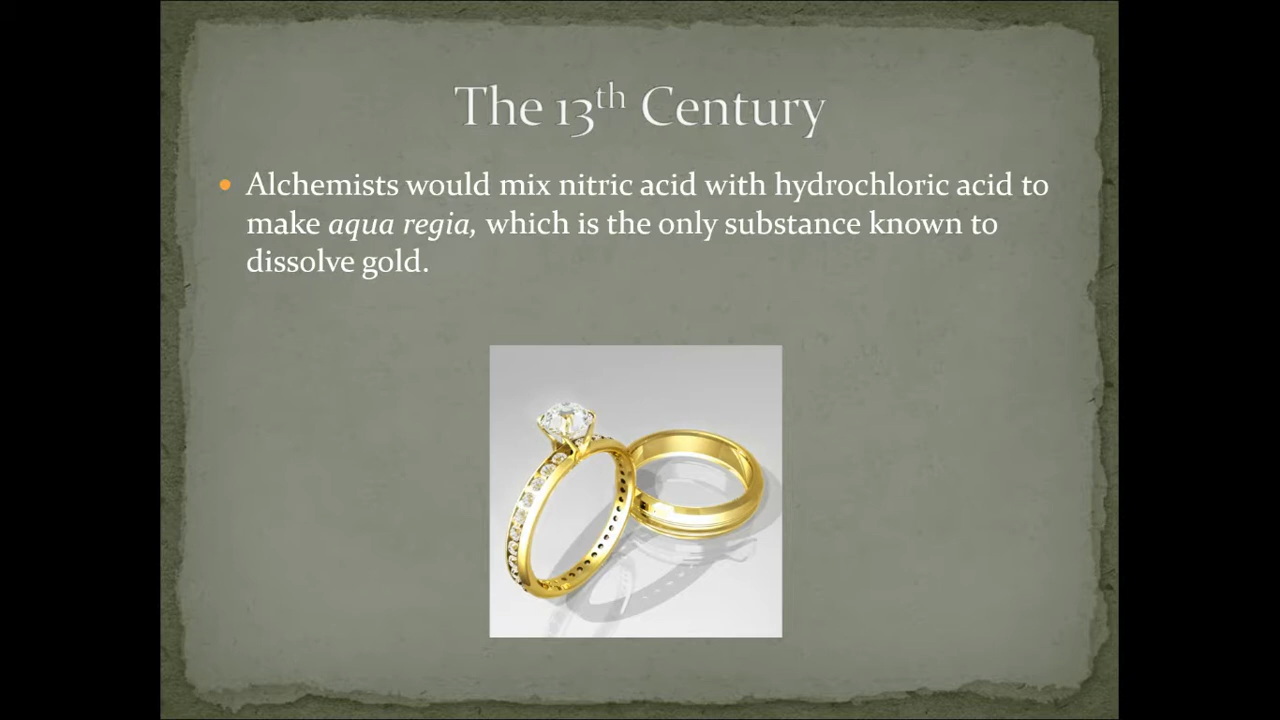 The 13th Century
Alchemists would mix nitric acid with hydrochloric acid to
make aqua regia, which is the only substance known to
dissolve gold.